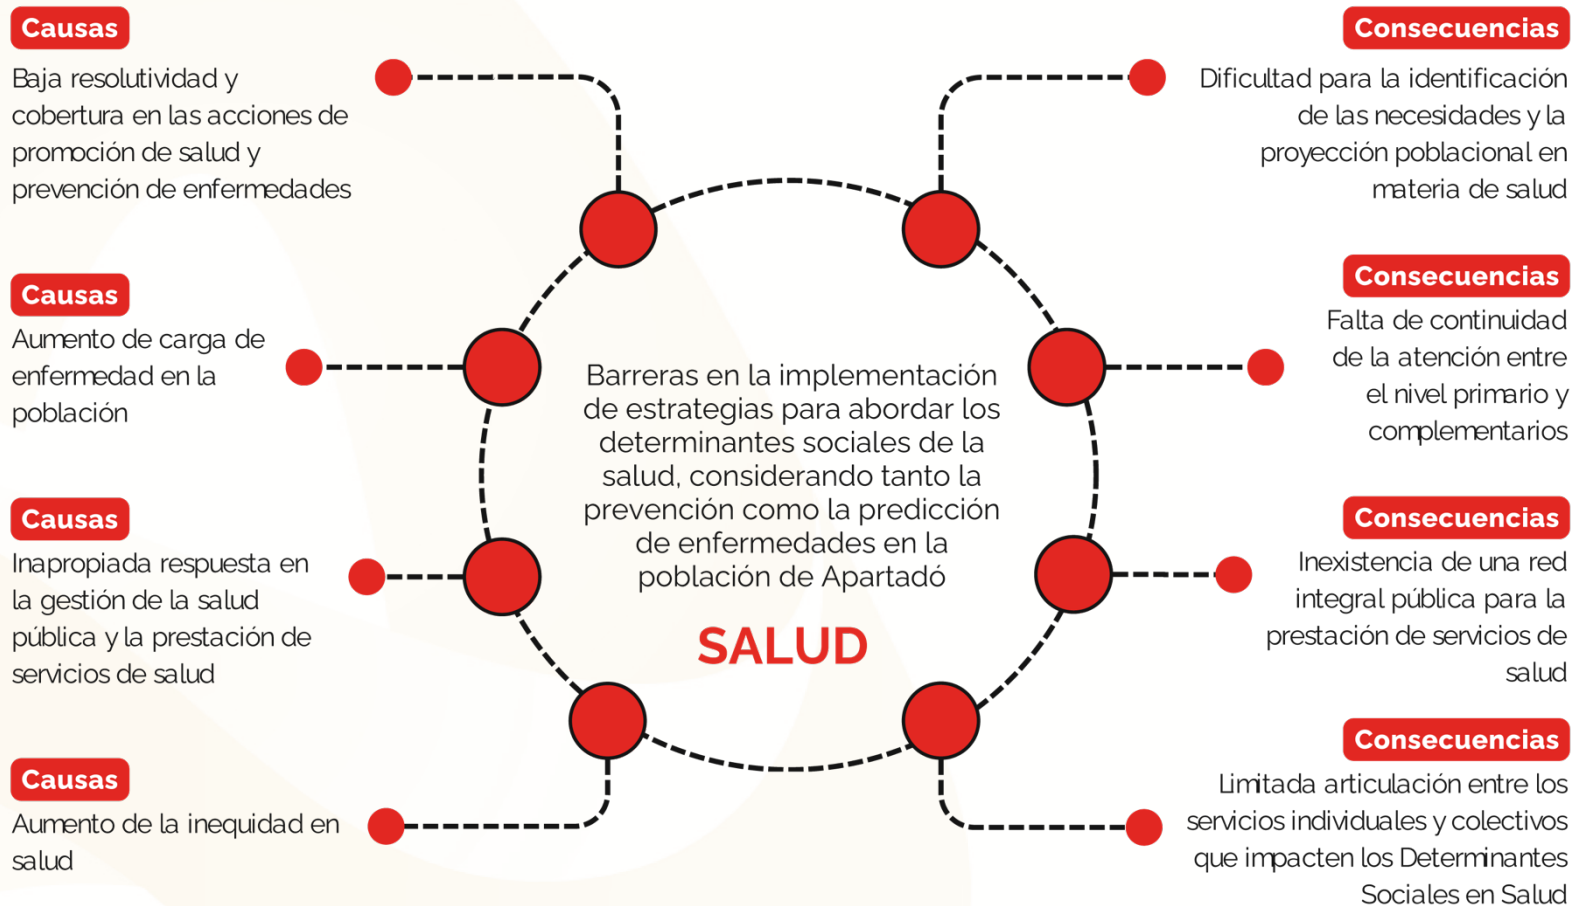 Causas
Baja resolutividad y
cobertura en las acciones de
promoción de salud y
prevención de enfermedades
Causas
Aumento de carga de
enfermedad en la
población
Causas
Inapropiada respuesta en
la gestión de la salud
pública y la prestación de
servicios de salud
Causas
Aumento de la inequidad en
salud
Barreras en la implementación
de estrategias para abordar los
determinantes sociales de la
salud, considerando tanto la
prevención como la predicción
de enfermedades en la
población de Apartadó
SALUD
Consecuencias
Dificultad para la identificación
de las necesidades y la
proyección poblacional en
materia de salud
Consecuencias
Falta de continuidad
de la atención entre
el nivel primario y
complementarios
Consecuencias
Inexistencia de una red
integral pública para la
prestación de servicios de
salud
Consecuencias
Limitada articulación entre los
servicios individuales y colectivos
que impacten los Determinantes
Sociales en Salud